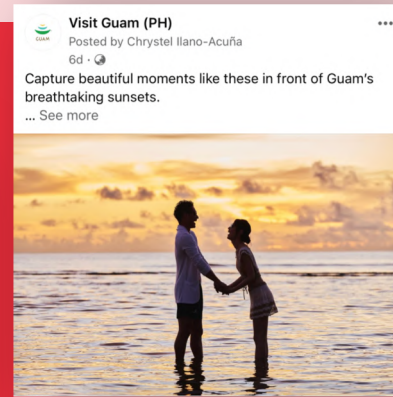 GUAM
Visit Guam (PH)
Posted by Chrystel Ilano-Acuña
6d ·
Capture beautiful moments like these in front of Guam's
breathtaking sunsets.
... See more